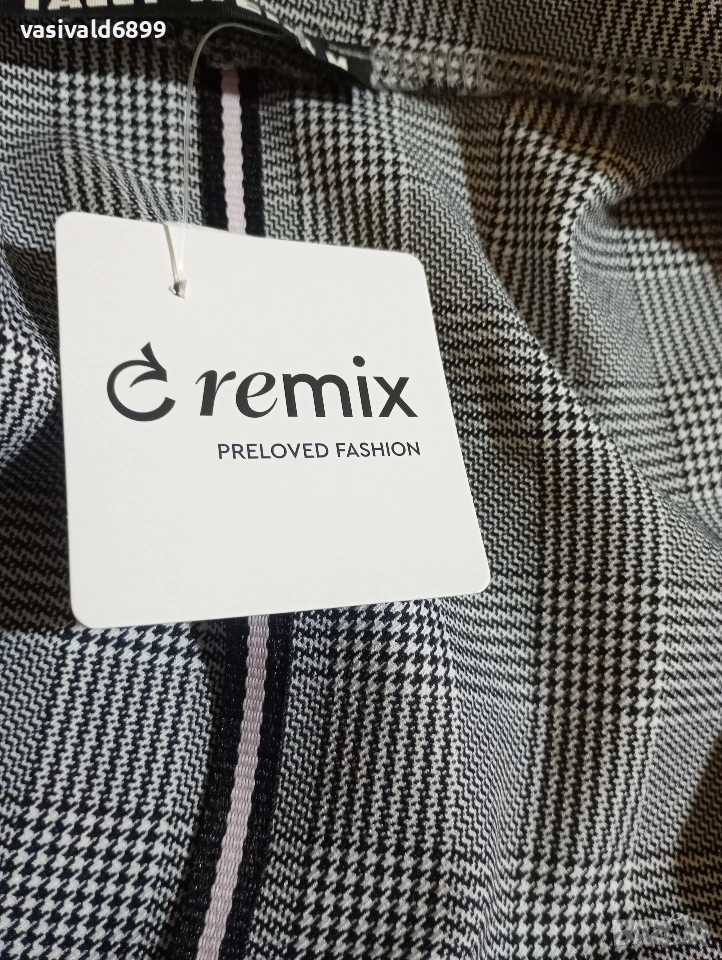 vasivald6899
remix
PRELOVED FASHION